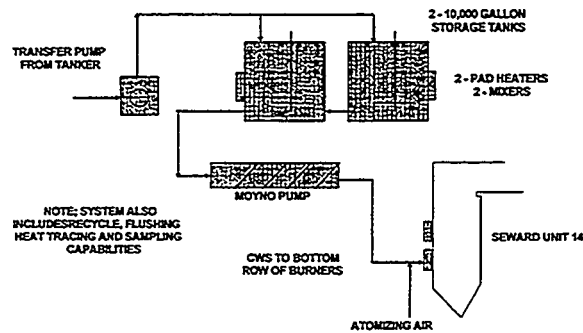 2 - 10,000 GALLON
STORAGE TANKS
TRANSFER PUMP
FROM TANKER
2 - PAD HEATERS
2 - MIXERS
MOYNO PUMP
NOTE; SYSTEM ALSO
INCLUDESRECYCLE, FLUSHING
HEAT TRACING AND SAMPLING
CAPABILITIES
CWS TO BOTTOM
ROW OF BURNERS
SEWARD UNIT 14
ATOMIZING AIR